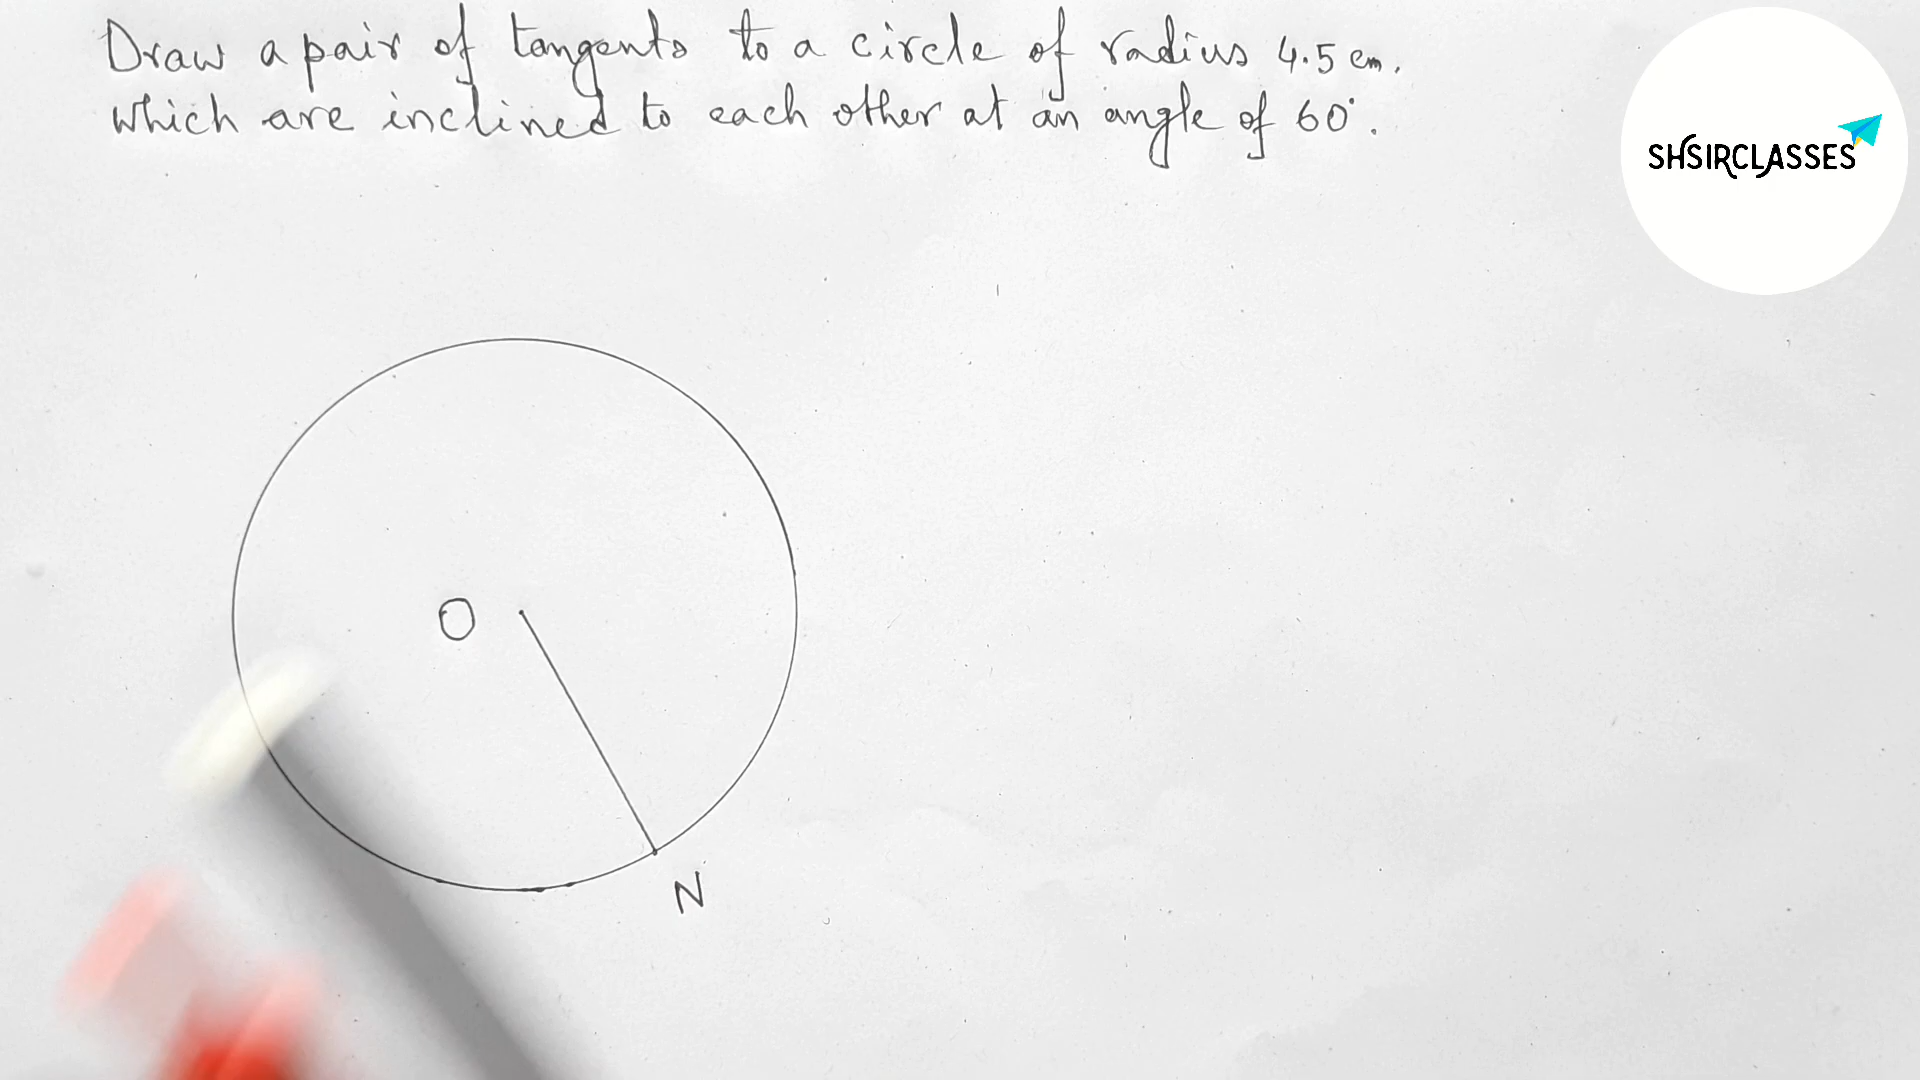 Draw a pair of tangents to a circle of radius 4.5 cm.
which are inclined to each other at an angle of 60°.
SHSIRCLASSES
O
N